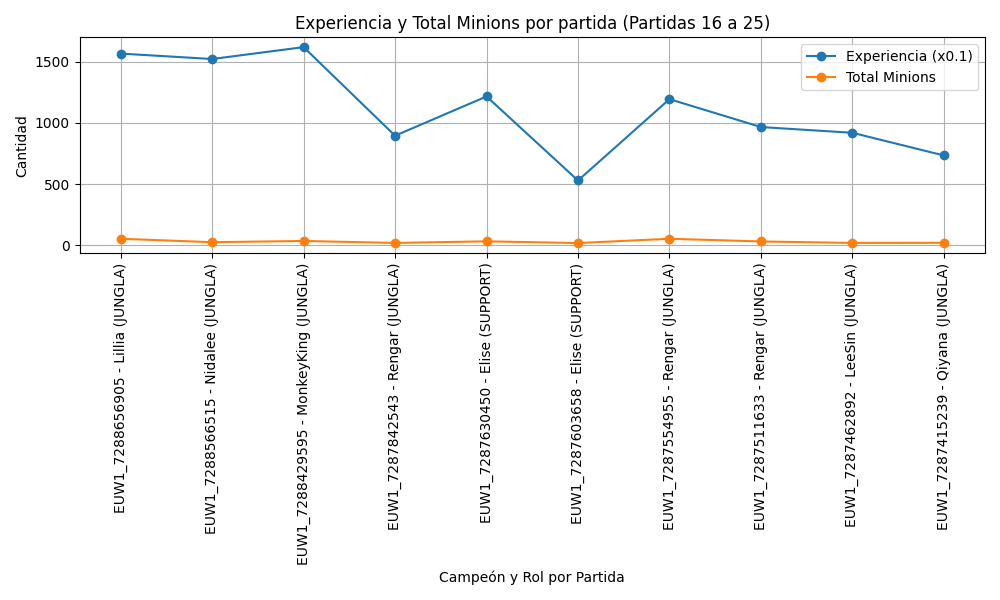 Experiencia y Total Minions por partida (Partidas 16 a 25)
Experiencia (x0.1)
Total Minions
Cantidad
1500
1000
500
0
EUW1_7288656905 - Lillia (JUNGLA)
EUW1_7288566515 - Nidalee (JUNGLA)
EUW1_7288429595 - MonkeyKing (JUNGLA)
EUW1_7287842543 - Rengar (JUNGLA)
EUW1_7287630450 - Elise (SUPPORT)
EUW1_7287603658 - Elise (SUPPORT)
EUW1_7287554955 - Rengar (JUNGLA)
EUW1_7287511633 - Rengar (JUNGLA)
EUW1_7287462892 - LeeSin (JUNGLA)
EUW1_7287415239 - Qiyana (JUNGLA)
Campeón y Rol por Partida